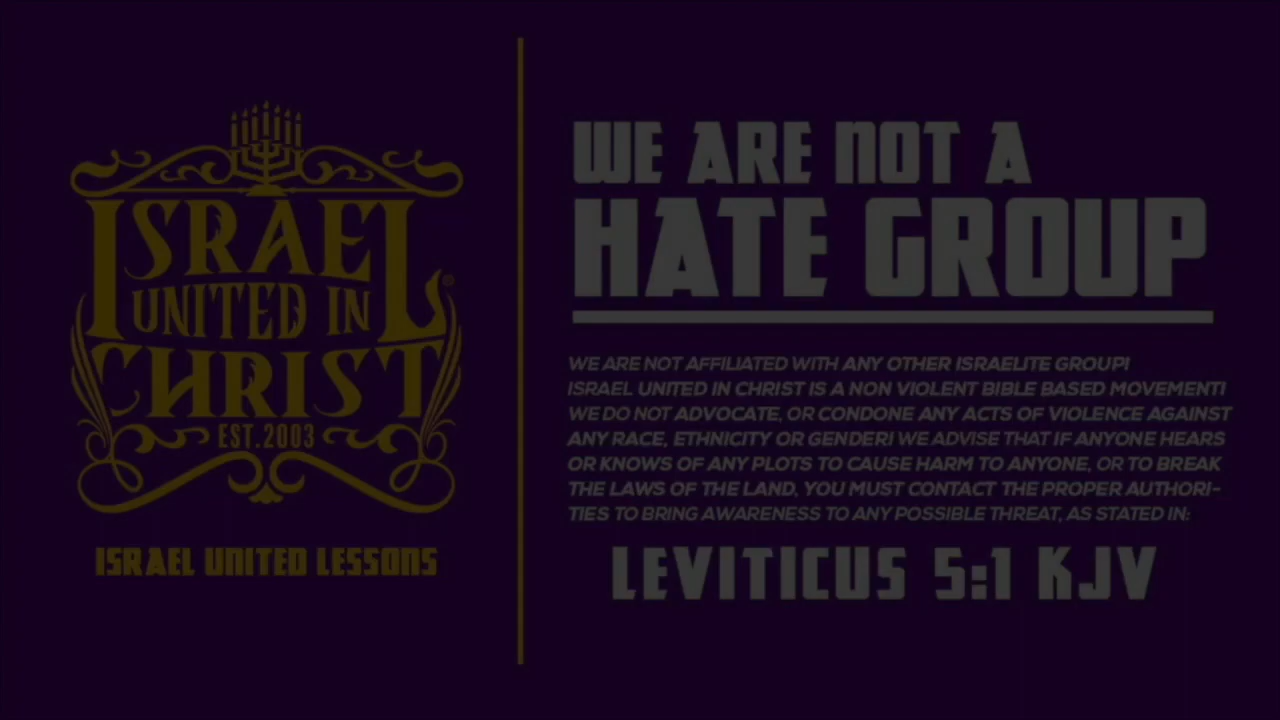 ISRAEL
UNITED IN
CHRIST
EST.2003
ISRAEL UNITED LESSONS
WE ARE NOT A
HATE GROUP
WE ARE NOT AFFILIATED WITH ANY OTHER ISRAELITE GROUP!
ISRAEL UNITED IN CHRIST IS A NON VIOLENT BIBLE BASED MOVEMENT!
WE DO NOT ADVOCATE, OR CONDONE ANY ACTS OF VIOLENCE AGAINST
ANY RACE, ETHNICITY OR GENDER! WE ADVISE THAT IF ANYONE HEARS
OR KNOWS OF ANY PLOTS TO CAUSE HARM TO ANYONE, OR TO BREAK
THE LAWS OF THE LAND, YOU MUST CONTACT THE PROPER AUTHORI-
TIES TO BRING AWARENESS TO ANY POSSIBLE THREAT, AS STATED IN:
LEVITICUS 5:1 KJV